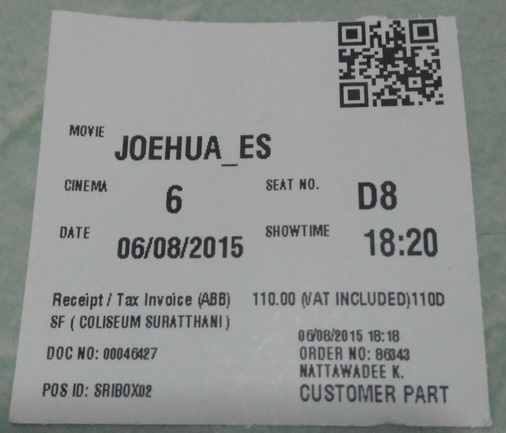 MOVIE JOEHUA_ES
CINEMA 6 SEAT NO. D8
DATE 06/08/2015 SHOWTIME 18:20
Receipt / Tax Invoice (ABB) 110.00 (VAT INCLUDED)110D
SF ( COLISEUM SURATTHANI )
06/08/2015 18:18
DOC NO: 00046427 ORDER NO: 86343
NATTAWADEE K.
POS ID: SRIBOX02 CUSTOMER PART